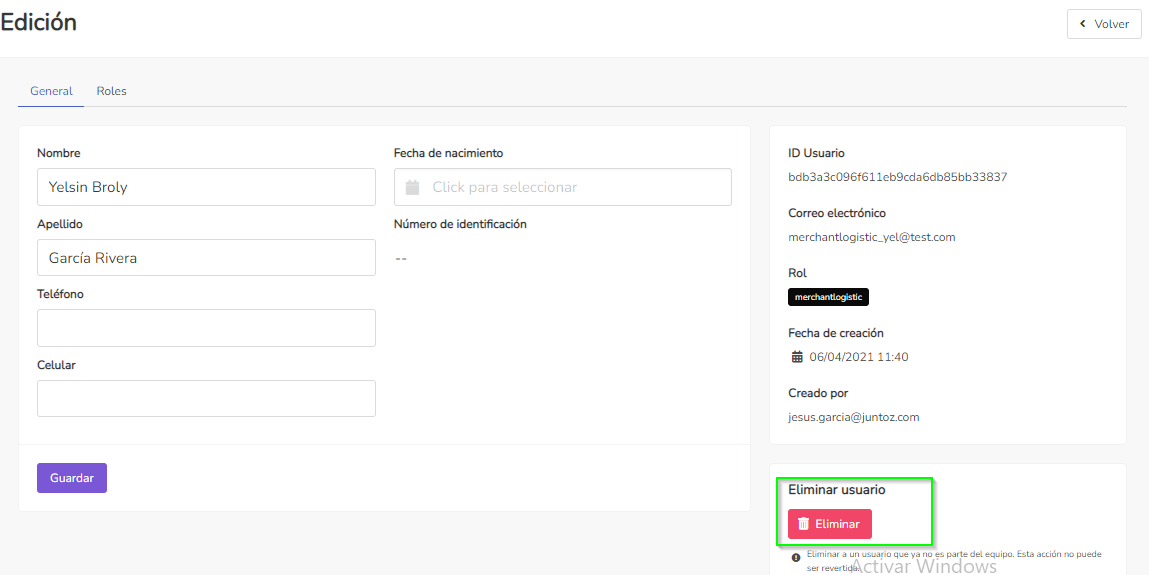 Edición
Volver
General
Roles
Nombre
Yelsin Broly
Apellido
García Rivera
Teléfono
Celular
Fecha de nacimiento
Click para seleccionar
Número de identificación
--
Guardar
ID Usuario
bdb3a3c096f611eb9cda6db85bb33837
Correo electrónico
merchantlogistic_yel@test.com
Rol
merchantlogistic
Fecha de creación
06/04/2021 11:40
Creado por
jesus.garcia@juntoz.com
Eliminar usuario
Eliminar
Eliminar a un usuario que ya no es parte del equipo. Esta acción no puede
ser revertida.
Activar Windows